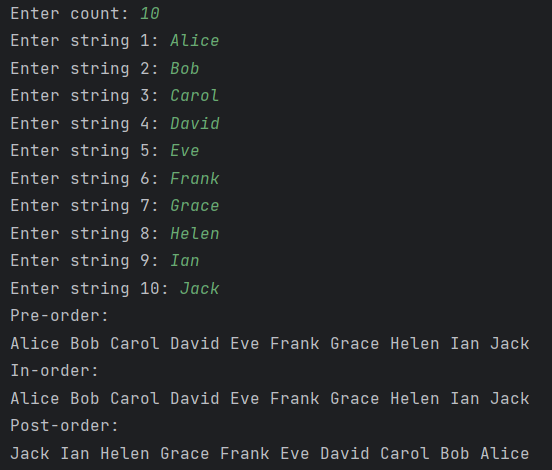 Enter count: 10
Enter string 1: Alice
Enter string 2: Bob
Enter string 3: Carol
Enter string 4: David
Enter string 5: Eve
Enter string 6: Frank
Enter string 7: Grace
Enter string 8: Helen
Enter string 9: Ian
Enter string 10: Jack
Pre-order:
Alice Bob Carol David Eve Frank Grace Helen Ian Jack
In-order:
Alice Bob Carol David Eve Frank Grace Helen Ian Jack
Post-order:
Jack Ian Helen Grace Frank Eve David Carol Bob Alice